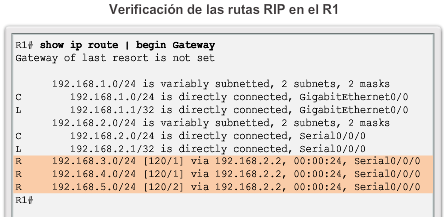 Verificación de las rutas RIP en el R1
R1# show ip route | begin Gateway
Gateway of last resort is not set
192.168.1.0/24 is variably subnetted, 2 subnets, 2 masks
C 192.168.1.0/24 is directly connected, GigabitEthernet0/0
L 192.168.1.1/32 is directly connected, GigabitEthernet0/0
192.168.2.0/24 is variably subnetted, 2 subnets, 2 masks
C 192.168.2.0/24 is directly connected, Serial0/0/0
L 192.168.2.1/32 is directly connected, Serial0/0/0
R 192.168.3.0/24 [120/1] via 192.168.2.2, 00:00:24, Serial0/0/0
R 192.168.4.0/24 [120/1] via 192.168.2.2, 00:00:24, Serial0/0/0
R 192.168.5.0/24 [120/2] via 192.168.2.2, 00:00:24, Serial0/0/0
R1#